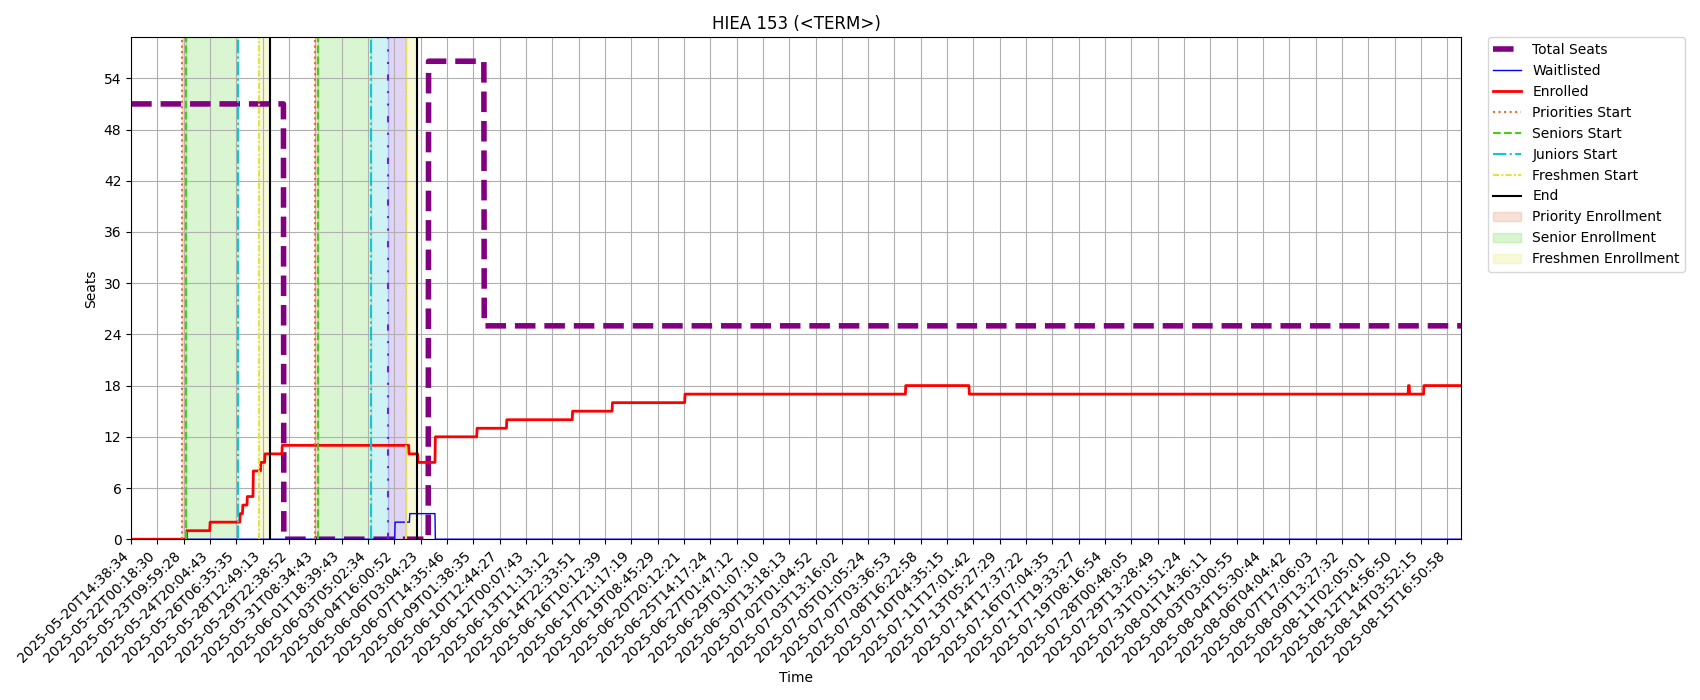 HIEA 153 (<TERM>)
Total Seats
Waitlisted
Enrolled
Priorities Start
Seniors Start
Juniors Start
Freshmen Start
End
Priority Enrollment
Senior Enrollment
Freshmen Enrollment
Seats
54
48
42
36
30
24
18
12
6
0
2025-05-20T14:38:34
2025-05-22T00:18:30
2025-05-23T09:59:28
2025-05-24T20:04:43
2025-05-26T06:35:35
2025-05-28T12:49:13
2025-05-29T22:38:52
2025-05-31T08:34:43
2025-06-01T18:39:43
2025-06-03T05:02:34
2025-06-04T16:00:52
2025-06-06T03:04:23
2025-06-07T14:35:46
2025-06-09T01:38:35
2025-06-10T12:44:27
2025-06-12T00:07:43
2025-06-13T11:13:12
2025-06-14T22:33:51
2025-06-16T10:12:39
2025-06-17T21:17:19
2025-06-19T08:45:29
2025-06-20T20:12:21
2025-06-25T14:17:24
2025-06-27T01:47:12
2025-06-29T01:07:10
2025-06-30T13:18:13
2025-07-02T01:04:52
2025-07-03T13:16:02
2025-07-05T01:05:24
2025-07-07T03:36:53
2025-07-08T16:22:58
2025-07-10T04:35:15
2025-07-11T17:01:42
2025-07-13T05:27:29
2025-07-14T17:37:22
2025-07-16T07:04:35
2025-07-17T19:33:27
2025-07-19T08:16:54
2025-07-28T00:48:05
2025-07-29T13:28:49
2025-07-31T01:51:24
2025-08-01T14:36:11
2025-08-03T03:00:55
2025-08-04T15:30:44
2025-08-06T04:04:42
2025-08-07T17:06:03
2025-08-09T13:27:32
2025-08-11T02:05:01
2025-08-12T14:56:50
2025-08-14T03:52:15
2025-08-15T16:50:58
Time